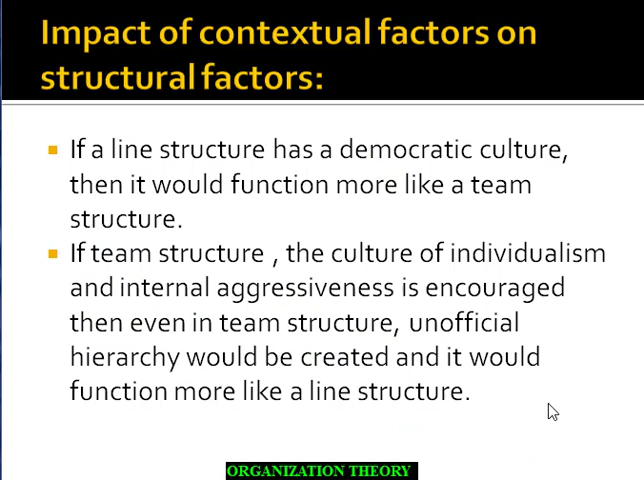 Impact of contextual factors on
structural factors:
If a line structure has a democratic culture,
then it would function more like a team
structure.
If team structure , the culture of individualism
and internal aggressiveness is encouraged
then even in team structure, unofficial
hierarchy would be created and it would
function more like a line structure.
ORGANIZATION THEORY